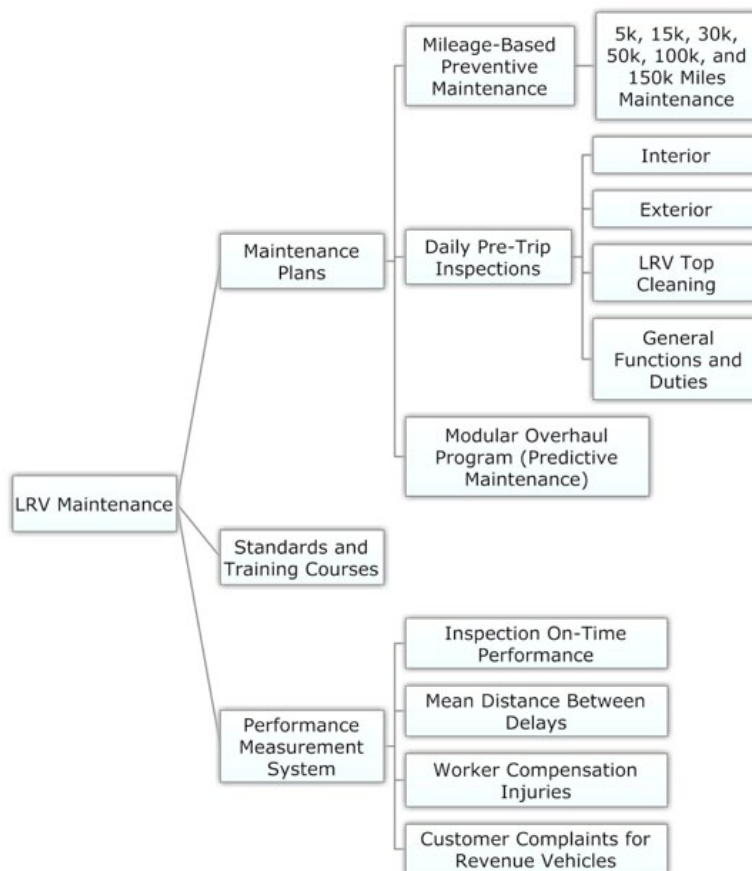 Mileage-Based
Preventive
Maintenance
5k, 15k, 30k,
50k, 100k, and
150k Miles
Maintenance
Interior
Exterior
Maintenance
Plans
Daily Pre-Trip
Inspections
LRV Top
Cleaning
General
Functions and
Duties
Modular Overhaul
Program (Predictive
Maintenance)
LRV Maintenance
Standards and
Training Courses
Inspection On-Time
Performance
Mean Distance Between
Delays
Performance
Measurement
System
Worker Compensation
Injuries
Customer Complaints for
Revenue Vehicles